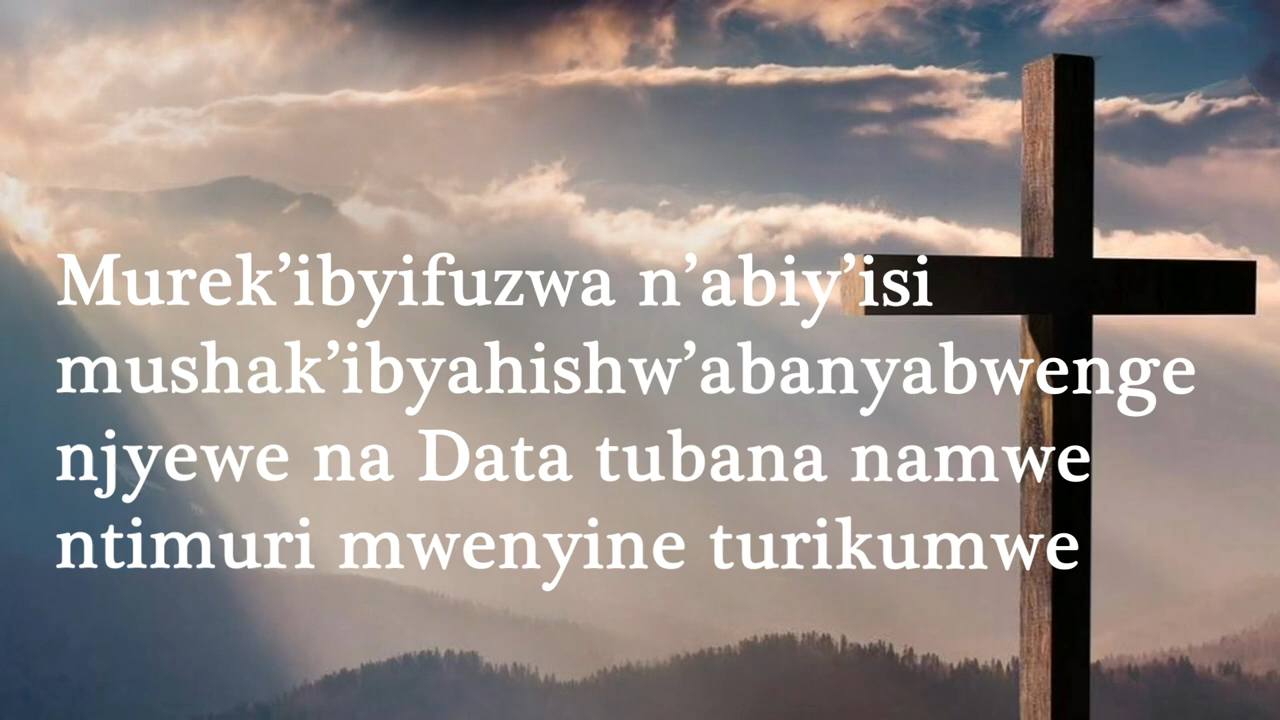 Murek’ibyifuzwa n’abiy’isi
mushak’ibyahishw’abanyabwenge
njyewe na Data tubana namwe
ntimuri mwenyine turikumwe